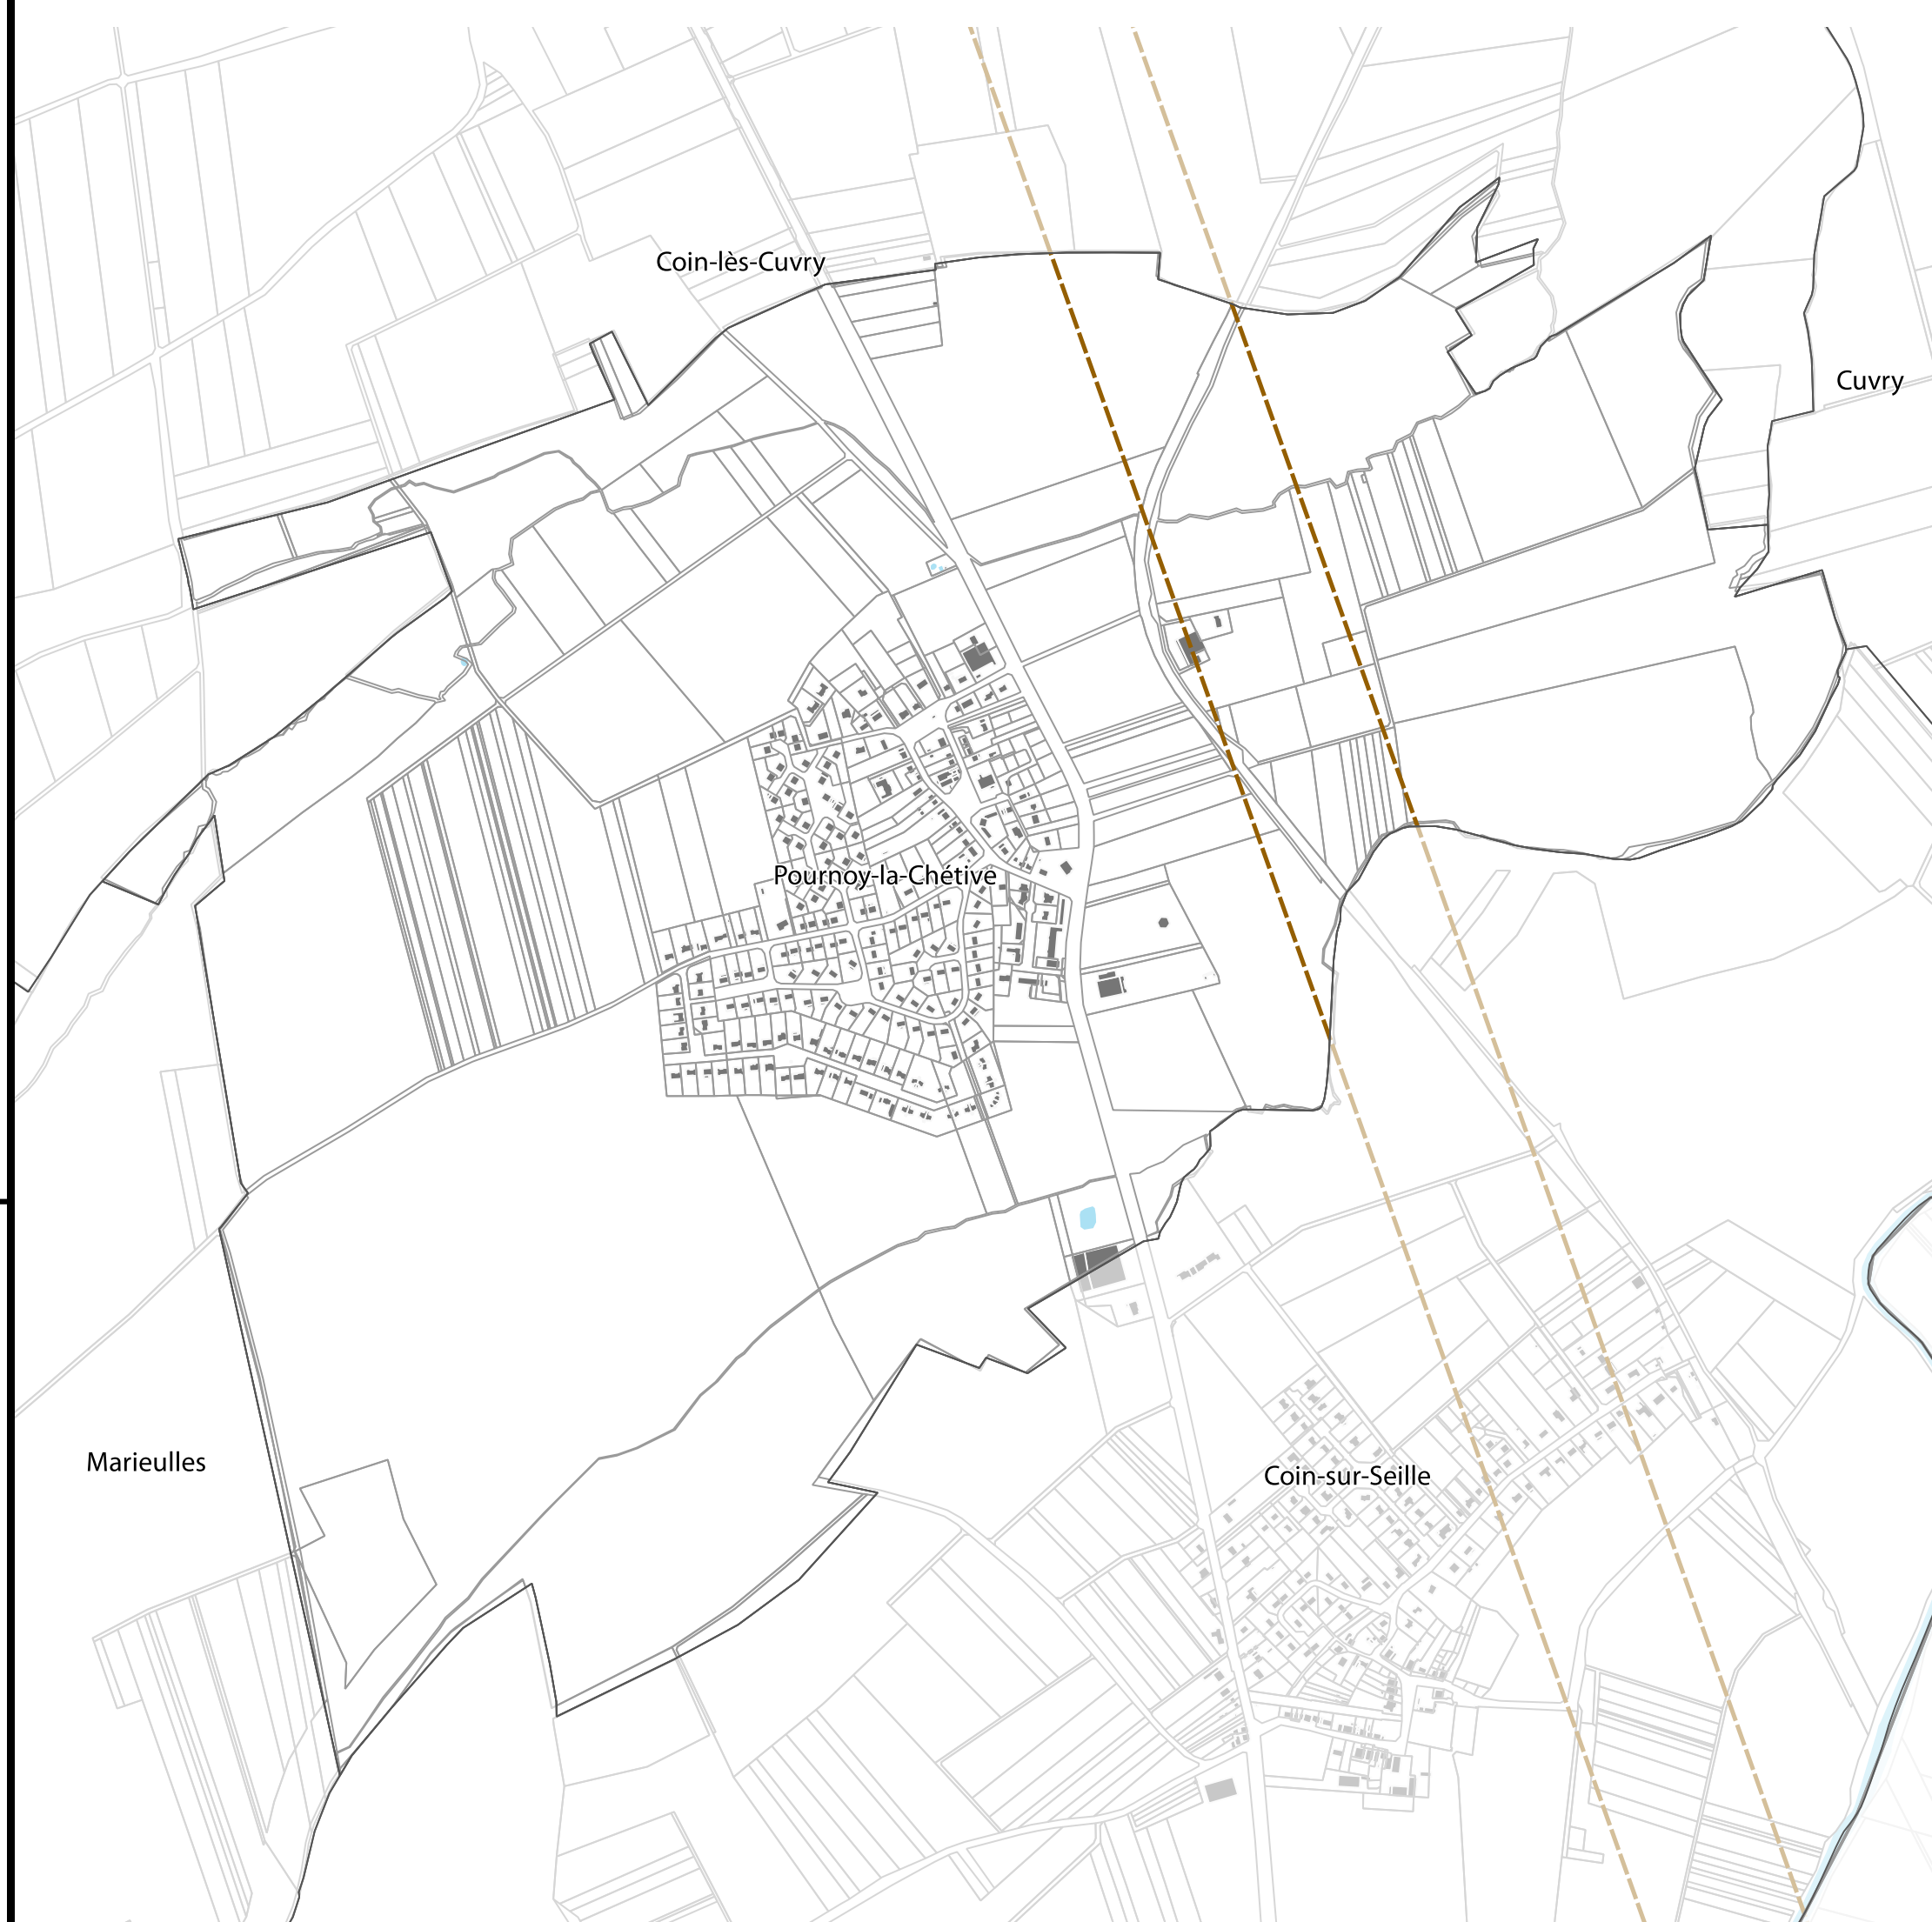 Coin-lès-Cuvry
Cuvry
Pournoy-la-Chétive
Marieulles
Coin-sur-Seille